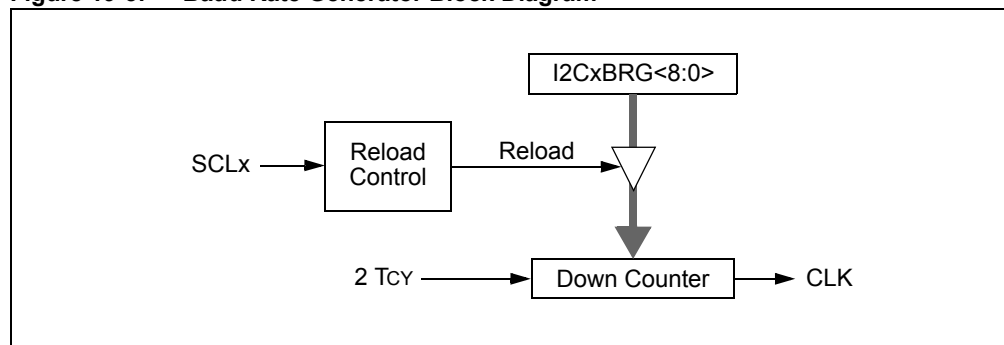 I2CxBRG<8:0>
SCLx
Reload
Control
Reload
2 TCY
Down Counter
CLK